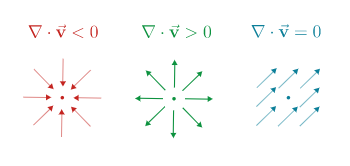 ∇ · v⃗ < 0
∇ · v⃗ > 0
∇ · v⃗ = 0